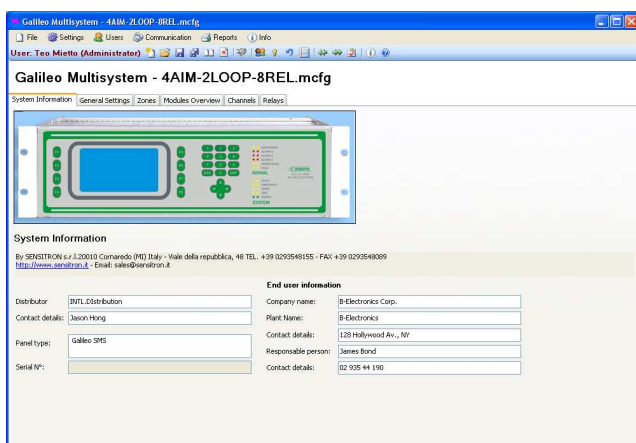 Galileo Multisystem - 4AIM-2LOOP-8REL.mcfg
File Settings Users Communication Reports Info
User: Teo Mietto (Administrator)
Galileo Multisystem - 4AIM-2LOOP-8REL.mcfg
System Information General Settings Zones Modules Overview Channels Relays
SIGNAL
SYSTEM
System Information
By SENSITRON s.r.l.20010 Cornaredo (MI) Italy - Viale della repubblica, 48 TEL. +39 0293548155 - FAX +39 0293548089
http://www.sensitron.it - Email: sales@sensitron.it
End user information
Distributor INTL.DIstribution Company name: B-Electronics Corp.
Contact details: Jason Hong Plant Name: B-Electronics
Contact details: 128 Hollywood Av., NY
Panel type: Galileo SMS
Responsable person: James Bond
Serial N°: Contact details: 02 935 44 190